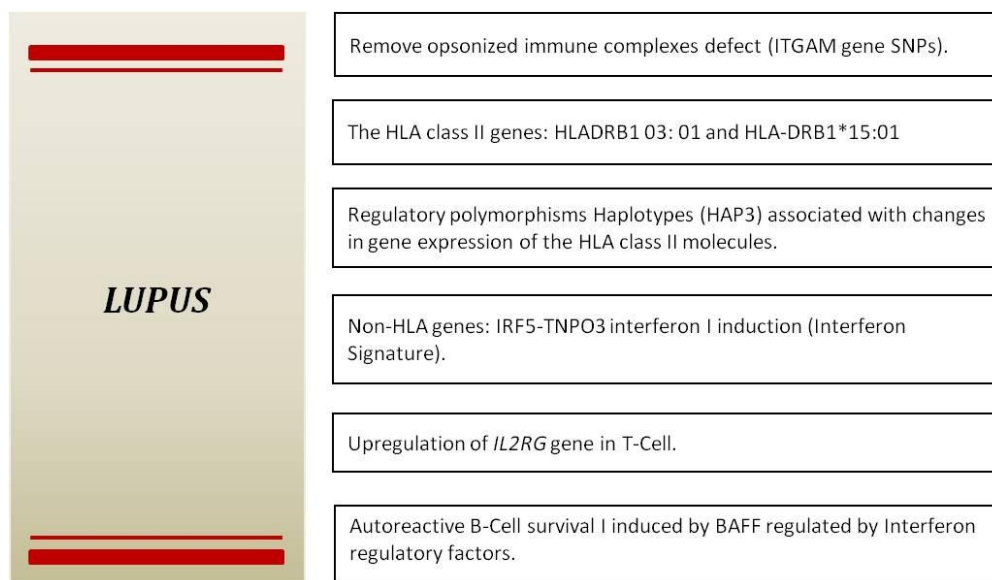 LUPUS
Remove opsonized immune complexes defect (ITGAM gene SNPs).
The HLA class II genes: HLADRB1 03: 01 and HLA-DRB1*15:01
Regulatory polymorphisms Haplotypes (HAP3) associated with changes
in gene expression of the HLA class II molecules.
Non-HLA genes: IRF5-TNPO3 interferon I induction (Interferon
Signature).
Upregulation of IL2RG gene in T-Cell.
Autoreactive B-Cell survival I induced by BAFF regulated by Interferon
regulatory factors.